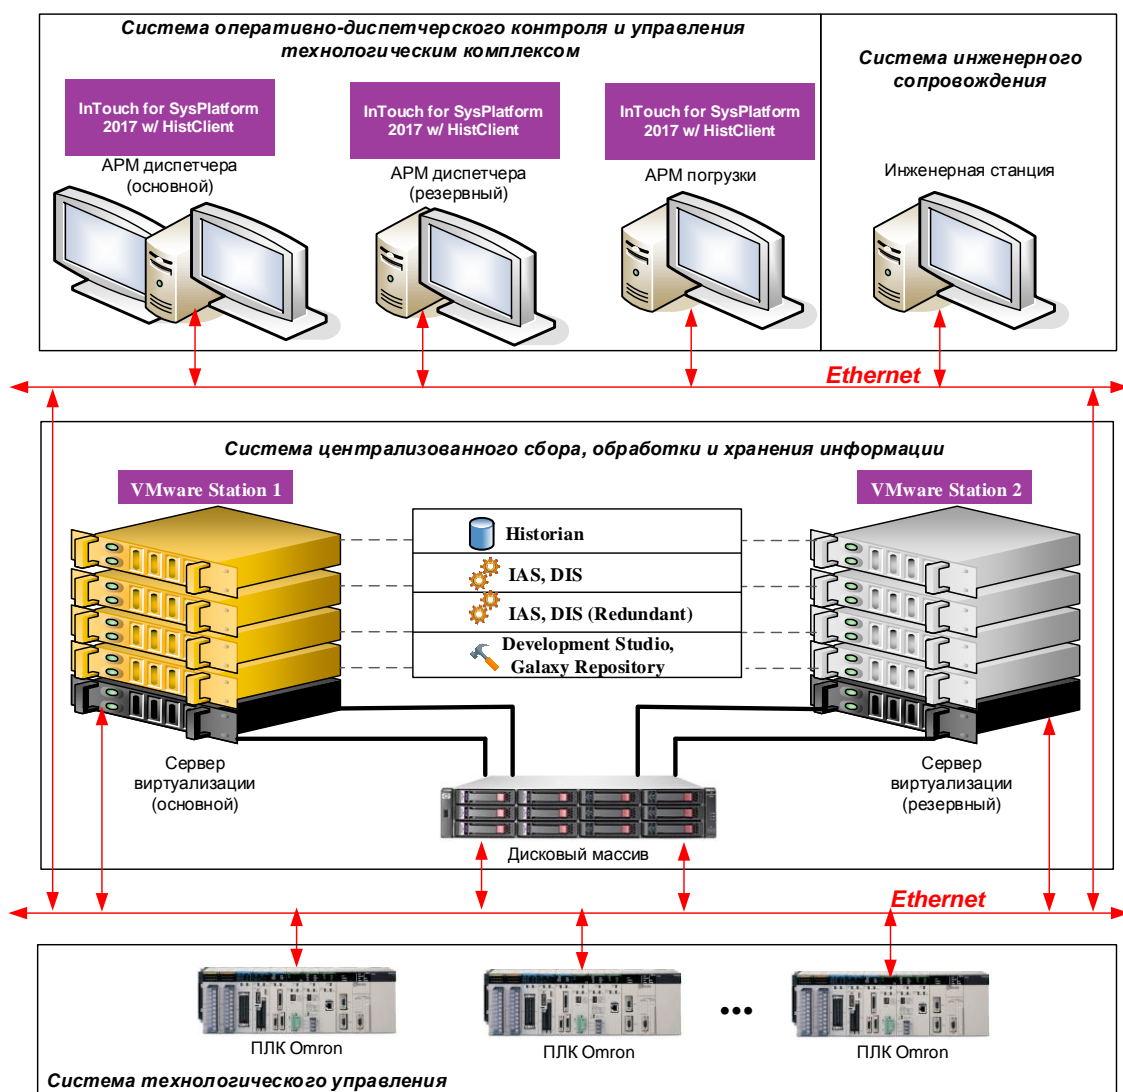 Система оперативно-диспетчерского контроля и управления
технологическим комплексом
Система инженерного
сопровождения
InTouch for SysPlatform
2017 w/ HistClient
InTouch for SysPlatform
2017 w/ HistClient
InTouch for SysPlatform
2017 w/ HistClient
АРМ диспетчера
(основной)
АРМ диспетчера
(резервный)
АРМ погрузки
Инженерная станция
Ethernet
Система централизованного сбора, обработки и хранения информации
VMware Station 1
VMware Station 2
Historian
IAS, DIS
IAS, DIS (Redundant)
Development Studio,
Galaxy Repository
Сервер
виртуализации
(основной)
Сервер
виртуализации
(резервный)
Дисковый массив
Ethernet
...
ПЛК Omron
ПЛК Omron
ПЛК Omron
Система технологического управления